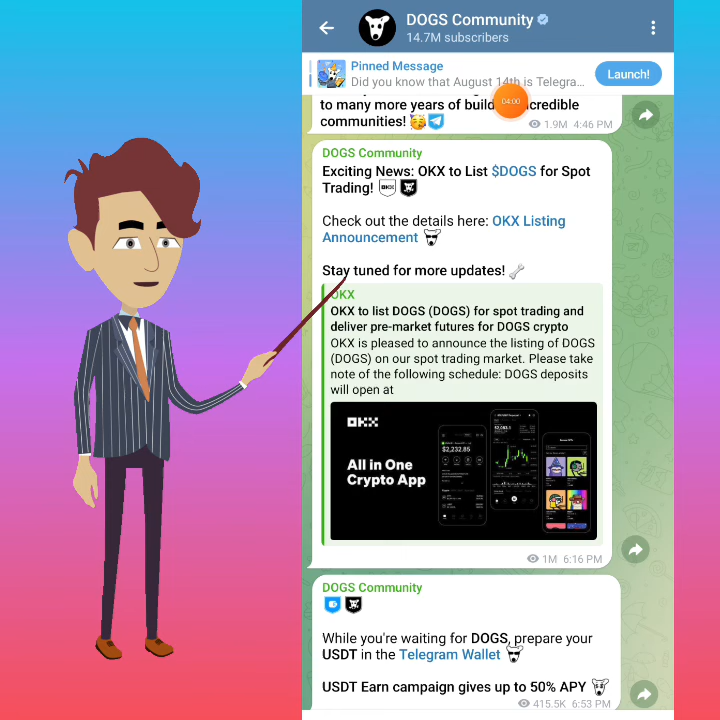 DOGS Community
14.7M subscribers
Pinned Message
Did you know that August 14th is Telegra...
Launch!
04:00
to many more years of build incredible
communities!
1.9M 4:46 PM
DOGS Community
Exciting News: OKX to List $DOGS for Spot
Trading!
Check out the details here: OKX Listing
Announcement
Stay tuned for more updates!
OKX
OKX to list DOGS (DOGS) for spot trading and
deliver pre-market futures for DOGS crypto
OKX is pleased to announce the listing of DOGS
(DOGS) on our spot trading market. Please take
note of the following schedule: DOGS deposits
will open at
OKX
All in One
Crypto App
$2,232.85
1M 6:16 PM
DOGS Community
While you're waiting for DOGS, prepare your
USDT in the Telegram Wallet
USDT Earn campaign gives up to 50% APY
415.5K 6:53 PM